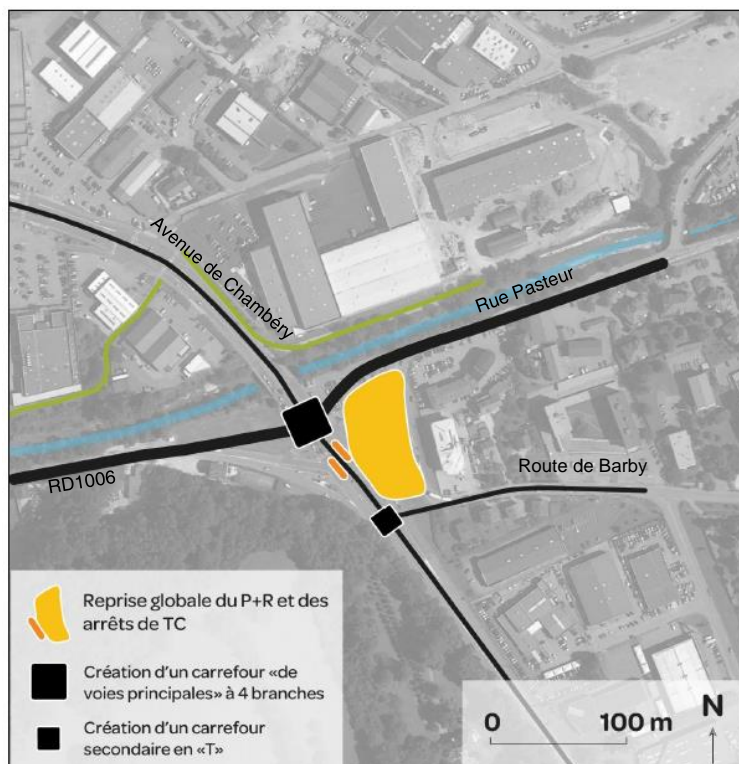 Avenue de Chambéry
Rue Pasteur
Route de Barby
RD1006
Reprise globale du P+R et des
arrêts de TC
Création d'un carrefour «de
voies principales» à 4 branches
Création d'un carrefour
secondaire en «T»
0 100 m N